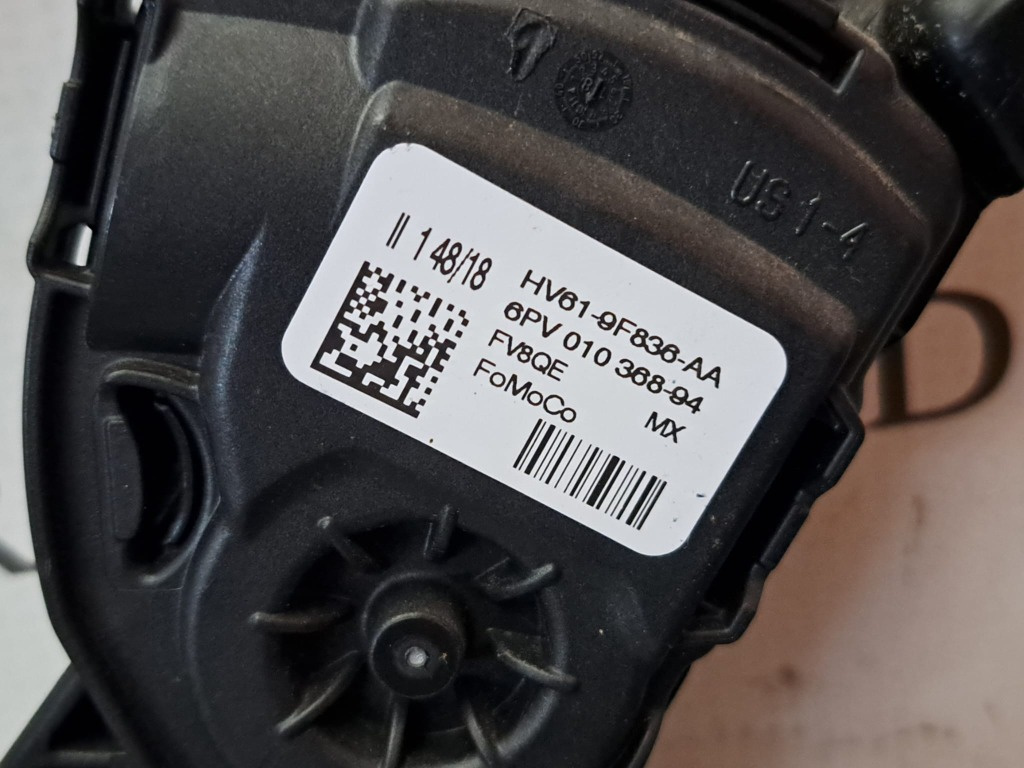 US 1-4
II 1 48/18
HV61-9F836-AA
6PV 010 368-94
FV8QE
FoMoCo MX
D